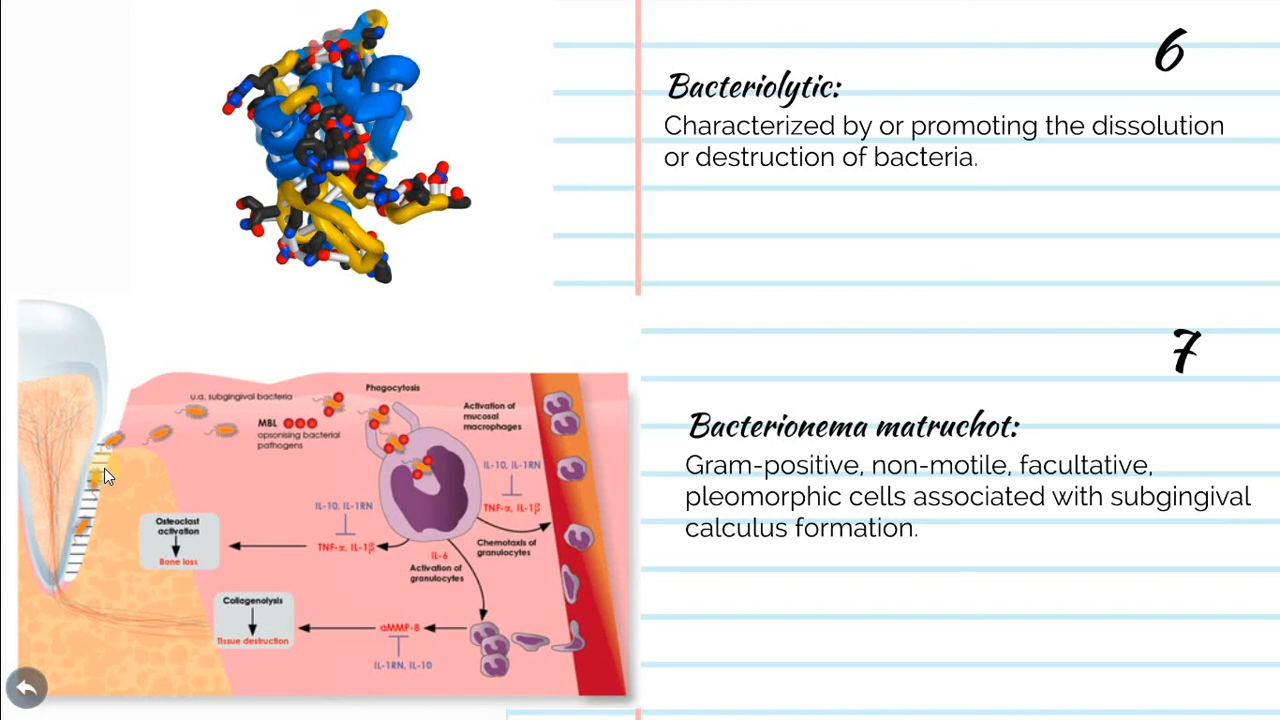 6
Bacteriolytic:
Characterized by or promoting the dissolution
or destruction of bacteria.
7
Bacterionema matruchot:
Gram-positive, non-motile, facultative,
pleomorphic cells associated with subgingival
calculus formation.
u.a. subgingival bacteria
MBL
opsonising bacterial
pathogens
Phagocytosis
Activation of
mucosal
macrophages
IL-10, IL-1RN
TNF-α, IL-1β
Chemotaxis of
granulocytes
IL-10, IL-1RN
TNF-α, IL-1β
IL-6
Activation of
granulocytes
Osteoclast
activation
Bone loss
Collagenolysis
Tissue destruction
αMMP-8
IL-1RN, IL-10